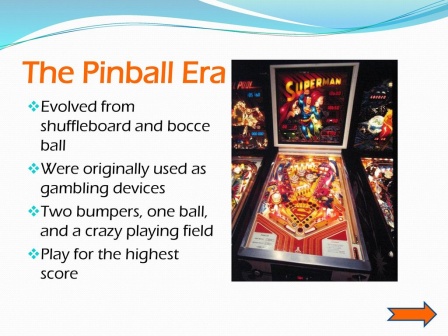 The Pinball Era
Evolved from
shuffleboard and bocce
ball
Were originally used as
gambling devices
Two bumpers, one ball,
and a crazy playing field
Play for the highest
score
SUPERMAN